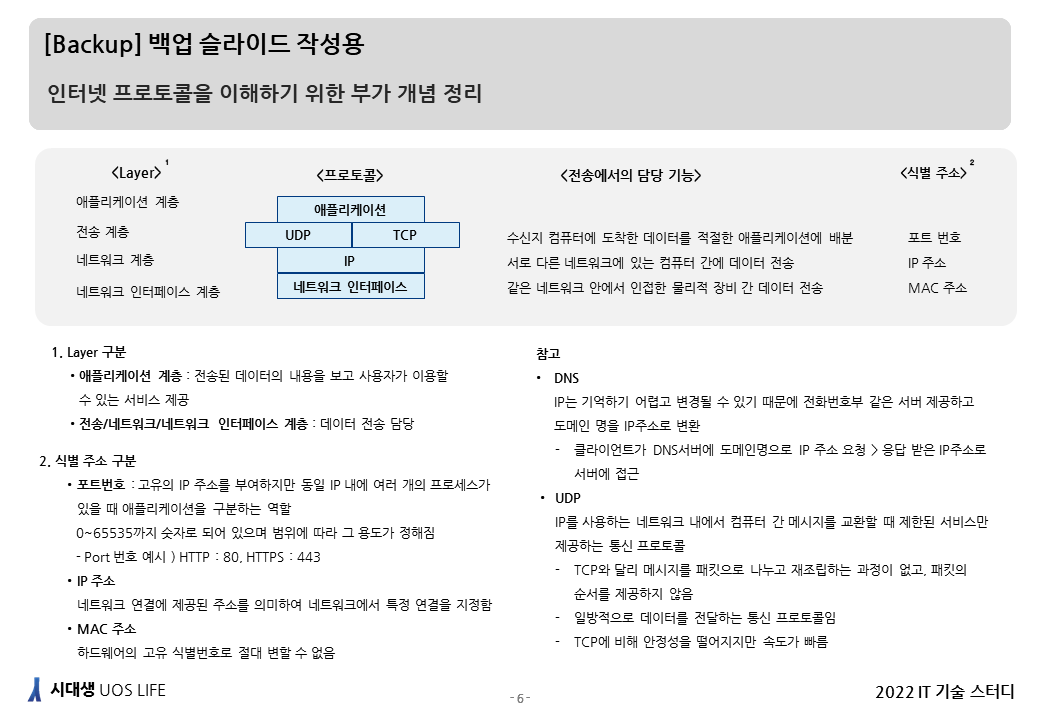 [Backup] 백업 슬라이드 작성용
인터넷 프로토콜을 이해하기 위한 부가 개념 정리
<Layer> 1
<프로토콜>
<전송에서의 담당 기능>
<식별 주소> 2
애플리케이션 계층
전송 계층
네트워크 계층
네트워크 인터페이스 계층
애플리케이션
UDP
TCP
IP
네트워크 인터페이스
수신지 컴퓨터에 도착한 데이터를 적절한 애플리케이션에 배분
서로 다른 네트워크에 있는 컴퓨터 간에 데이터 전송
같은 네트워크 안에서 인접한 물리적 장비 간 데이터 전송
포트 번호
IP 주소
MAC 주소
1. Layer 구분
• 애플리케이션 계층 : 전송된 데이터의 내용을 보고 사용자가 이용할
수 있는 서비스 제공
• 전송/네트워크/네트워크 인터페이스 계층 : 데이터 전송 담당
2. 식별 주소 구분
• 포트번호 : 고유의 IP 주소를 부여하지만 동일 IP 내에 여러 개의 프로세스가
있을 때 애플리케이션을 구분하는 역할
0~65535까지 숫자로 되어 있으며 범위에 따라 그 용도가 정해짐
- Port 번호 예시 ) HTTP : 80, HTTPS : 443
• IP 주소
네트워크 연결에 제공된 주소를 의미하여 네트워크에서 특정 연결을 지정함
• MAC 주소
하드웨어의 고유 식별번호로 절대 변할 수 없음
참고
• DNS
IP는 기억하기 어렵고 변경될 수 있기 때문에 전화번호부 같은 서버 제공하고
도메인 명을 IP주소로 변환
- 클라이언트가 DNS서버에 도메인명으로 IP 주소 요청 > 응답 받은 IP주소로
서버에 접근
• UDP
IP를 사용하는 네트워크 내에서 컴퓨터 간 메시지를 교환할 때 제한된 서비스만
제공하는 통신 프로토콜
- TCP와 달리 메시지를 패킷으로 나누고 재조립하는 과정이 없고, 패킷의
순서를 제공하지 않음
- 일방적으로 데이터를 전달하는 통신 프로토콜임
- TCP에 비해 안정성을 떨어지지만 속도가 빠름
시대생 UOS LIFE
- 6 -
2022 IT 기술 스터디